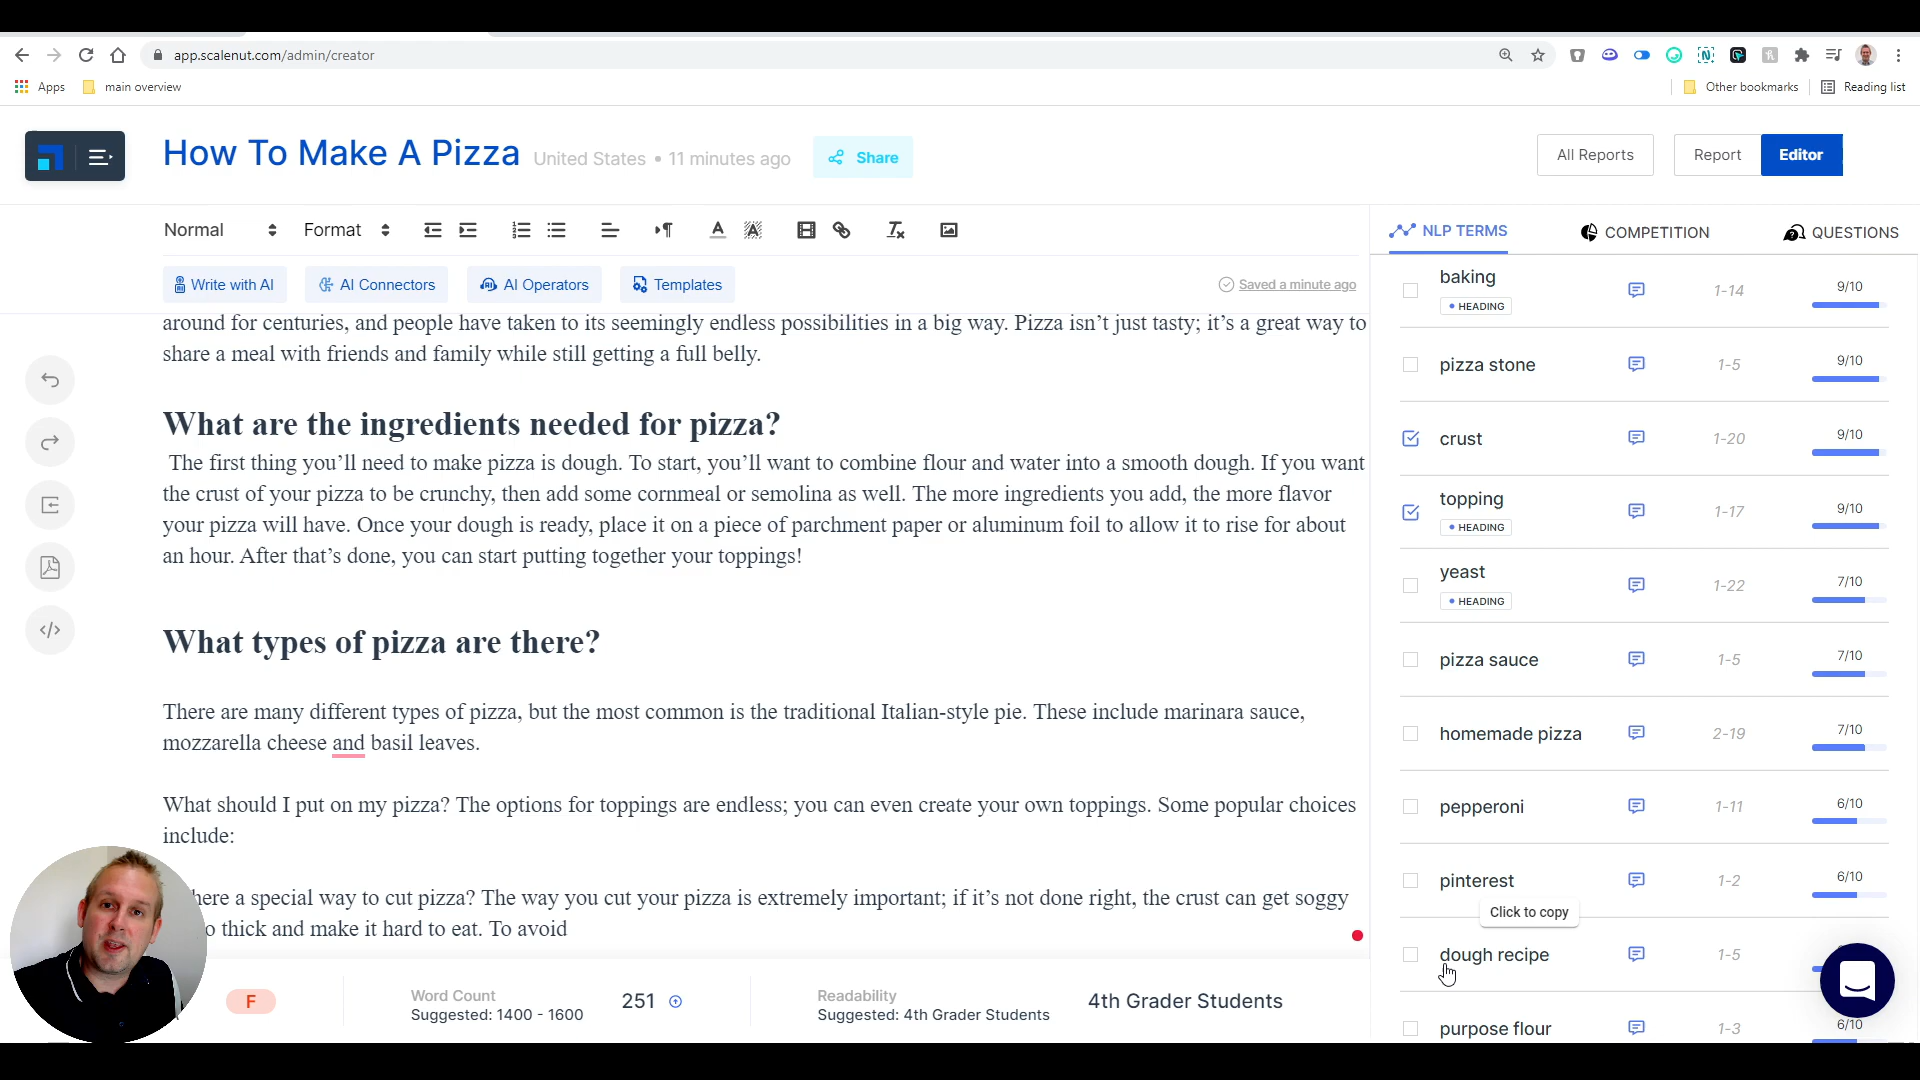 app.scalenut.com/admin/creator
Apps
main overview
Other bookmarks
Reading list
How To Make A Pizza
United States • 11 minutes ago
Share
All Reports
Report
Editor
Normal
Format
NLP TERMS
COMPETITION
QUESTIONS
Write with AI
AI Connectors
AI Operators
Templates
Saved a minute ago
around for centuries, and people have taken to its seemingly endless possibilities in a big way. Pizza isn’t just tasty; it’s a great way to
share a meal with friends and family while still getting a full belly.
What are the ingredients needed for pizza?
The first thing you’ll need to make pizza is dough. To start, you’ll want to combine flour and water into a smooth dough. If you want
the crust of your pizza to be crunchy, then add some cornmeal or semolina as well. The more ingredients you add, the more flavor
your pizza will have. Once your dough is ready, place it on a piece of parchment paper or aluminum foil to allow it to rise for about
an hour. After that’s done, you can start putting together your toppings!
What types of pizza are there?
There are many different types of pizza, but the most common is the traditional Italian-style pie. These include marinara sauce,
mozzarella cheese and basil leaves.
What should I put on my pizza? The options for toppings are endless; you can even create your own toppings. Some popular choices
include:
here a special way to cut pizza? The way you cut your pizza is extremely important; if it’s not done right, the crust can get soggy
o thick and make it hard to eat. To avoid
F
Word Count
Suggested: 1400 - 1600
251
Readability
Suggested: 4th Grader Students
4th Grader Students
baking 1-14 9/10
• HEADING
pizza stone 1-5 9/10
crust 1-20 9/10
topping 1-17 9/10
• HEADING
yeast 1-22 7/10
• HEADING
pizza sauce 1-5 7/10
homemade pizza 2-19 7/10
pepperoni 1-11 6/10
pinterest 1-2 6/10
Click to copy
dough recipe 1-5
purpose flour 1-3 6/10